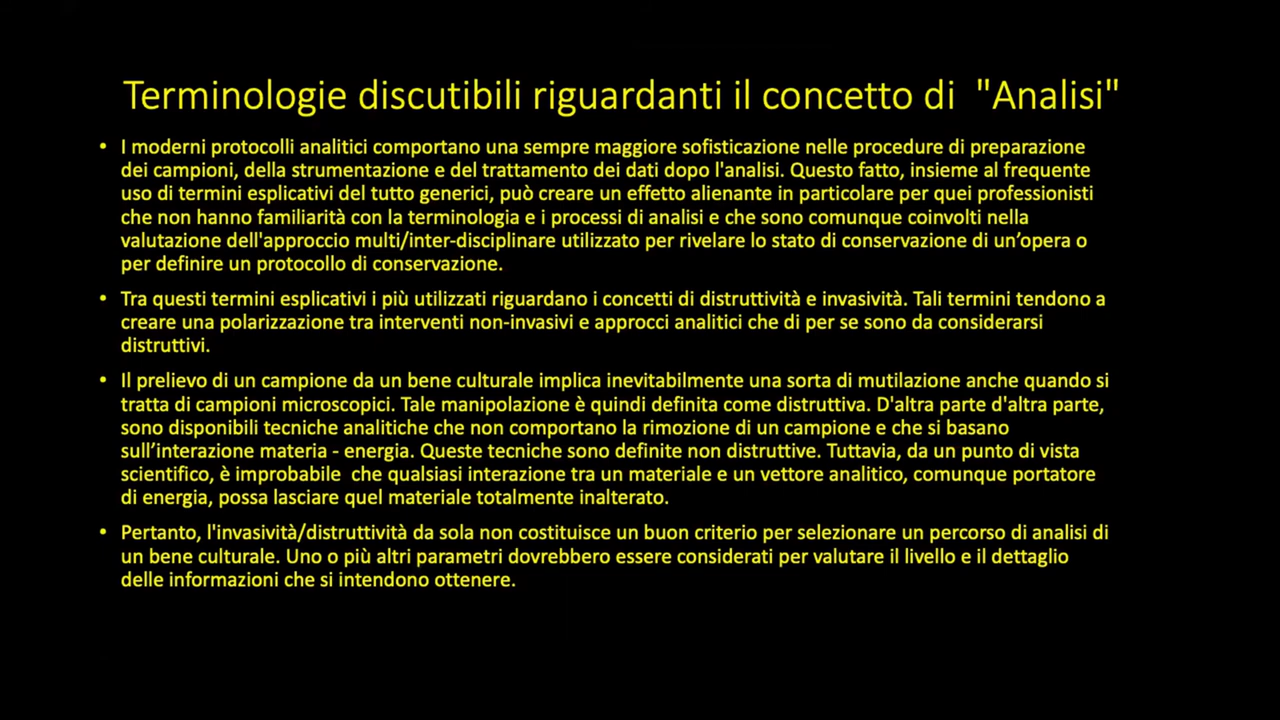 Terminologie discutibili riguardanti il concetto di "Analisi"
• I moderni protocolli analitici comportano una sempre maggiore sofisticazione nelle procedure di preparazione
dei campioni, della strumentazione e del trattamento dei dati dopo l'analisi. Questo fatto, insieme al frequente
uso di termini esplicativi del tutto generici, può creare un effetto alienante in particolare per quei professionisti
che non hanno familiarità con la terminologia e i processi di analisi e che sono comunque coinvolti nella
valutazione dell'approccio multi/inter-disciplinare utilizzato per rivelare lo stato di conservazione di un’opera o
per definire un protocollo di conservazione.
• Tra questi termini esplicativi i più utilizzati riguardano i concetti di distruttività e invasività. Tali termini tendono a
creare una polarizzazione tra interventi non-invasivi e approcci analitici che di per se sono da considerarsi
distruttivi.
• Il prelievo di un campione da un bene culturale implica inevitabilmente una sorta di mutilazione anche quando si
tratta di campioni microscopici. Tale manipolazione è quindi definita come distruttiva. D'altra parte d'altra parte,
sono disponibili tecniche analitiche che non comportano la rimozione di un campione e che si basano
sull’interazione materia - energia. Queste tecniche sono definite non distruttive. Tuttavia, da un punto di vista
scientifico, è improbabile che qualsiasi interazione tra un materiale e un vettore analitico, comunque portatore
di energia, possa lasciare quel materiale totalmente inalterato.
• Pertanto, l'invasività/distruttività da sola non costituisce un buon criterio per selezionare un percorso di analisi di
un bene culturale. Uno o più altri parametri dovrebbero essere considerati per valutare il livello e il dettaglio
delle informazioni che si intendono ottenere.